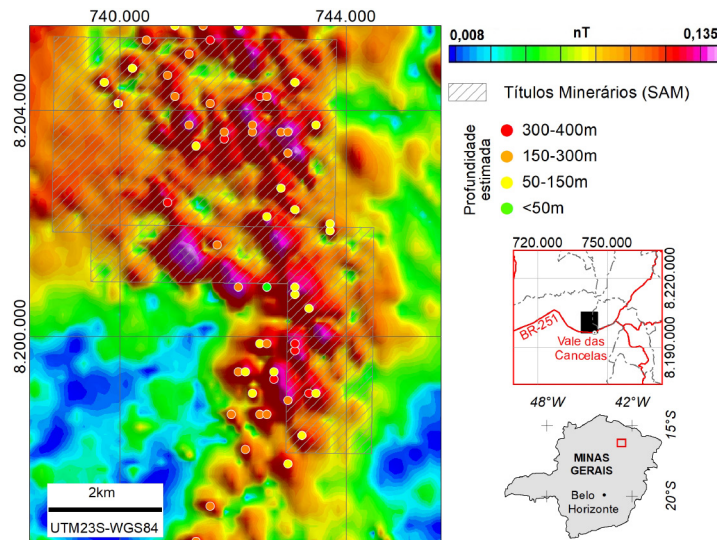 740.000 744.000
8.204.000
8.200.000
2km
UTM23S-WGS84
0,008 nT 0,135
Títulos Minerários (SAM)
Profundidade
estimada
300-400m
150-300m
50-150m
<50m
720.000 750.000
8.220.000
8.190.000
BR-251
Vale das
Cancelas
48°W 42°W
15°S
20°S
MINAS
GERAIS
Belo
Horizonte